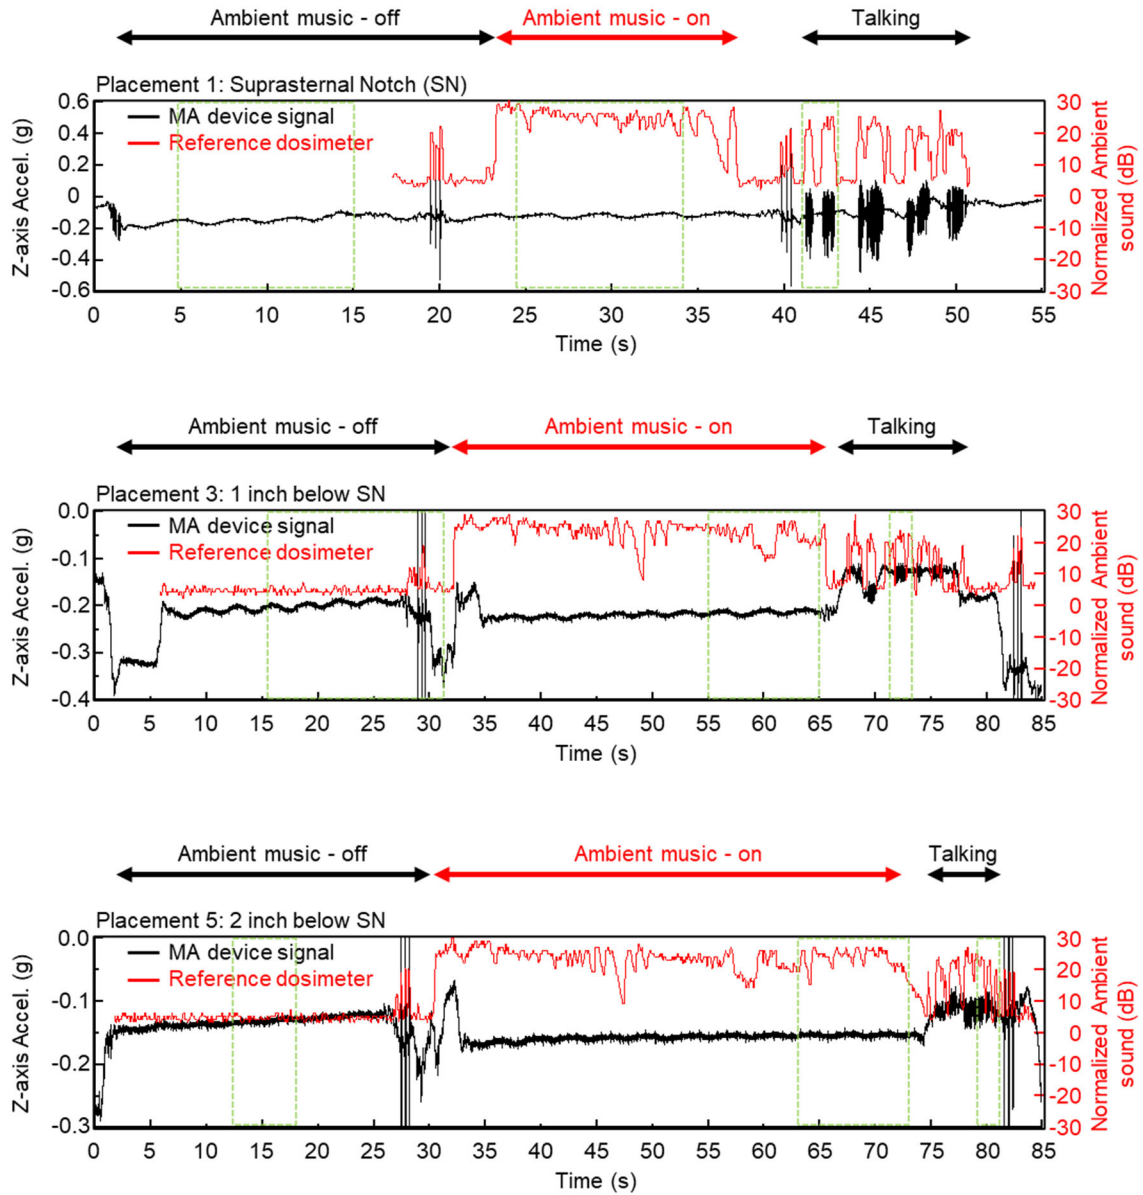 Ambient music - off Ambient music - on Talking
Placement 1: Suprasternal Notch (SN)
MA device signal
Reference dosimeter
Z-axis Accel. (g)
0.6
0.4
0.2
0
-0.2
-0.4
-0.6
30
20
10
0
-10
-20
-30
Normalized Ambient
sound (dB)
0 5 10 15 20 25 30 35 40 45 50 55
Time (s)
Ambient music - off Ambient music - on Talking
Placement 3: 1 inch below SN
MA device signal
Reference dosimeter
Z-axis Accel. (g)
0.0
-0.1
-0.2
-0.3
-0.4
30
20
10
0
-10
-20
-30
Normalized Ambient
sound (dB)
0 5 10 15 20 25 30 35 40 45 50 55 60 65 70 75 80 85
Time (s)
Ambient music - off Ambient music - on Talking
Placement 5: 2 inch below SN
MA device signal
Reference dosimeter
Z-axis Accel. (g)
0.0
-0.1
-0.2
-0.3
30
20
10
0
-10
-20
-30
Normalized Ambient
sound (dB)
0 5 10 15 20 25 30 35 40 45 50 55 60 65 70 75 80 85
Time (s)